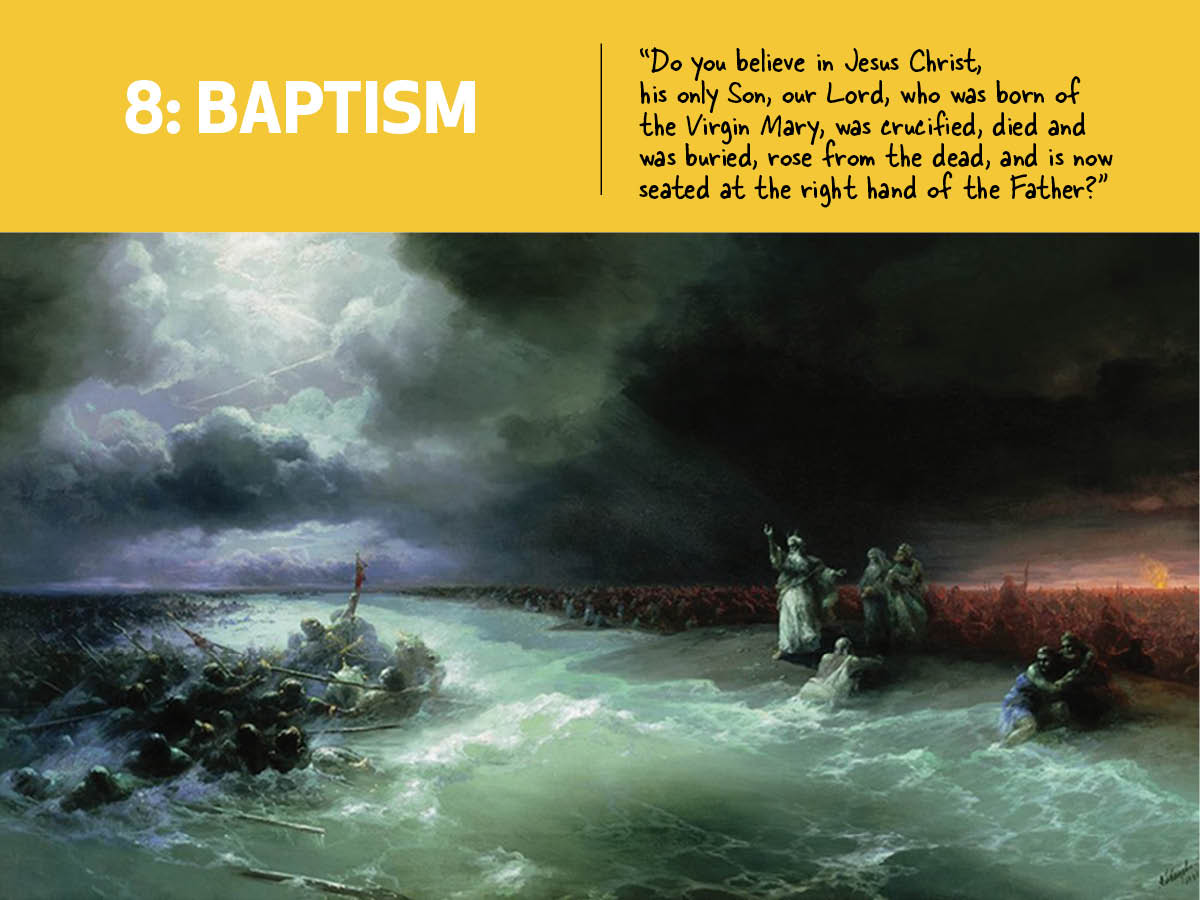 8: BAPTISM
“Do you believe in Jesus Christ,
his only Son, our Lord, who was born of
the Virgin Mary, was crucified, died and
was buried, rose from the dead, and is now
seated at the right hand of the Father?”